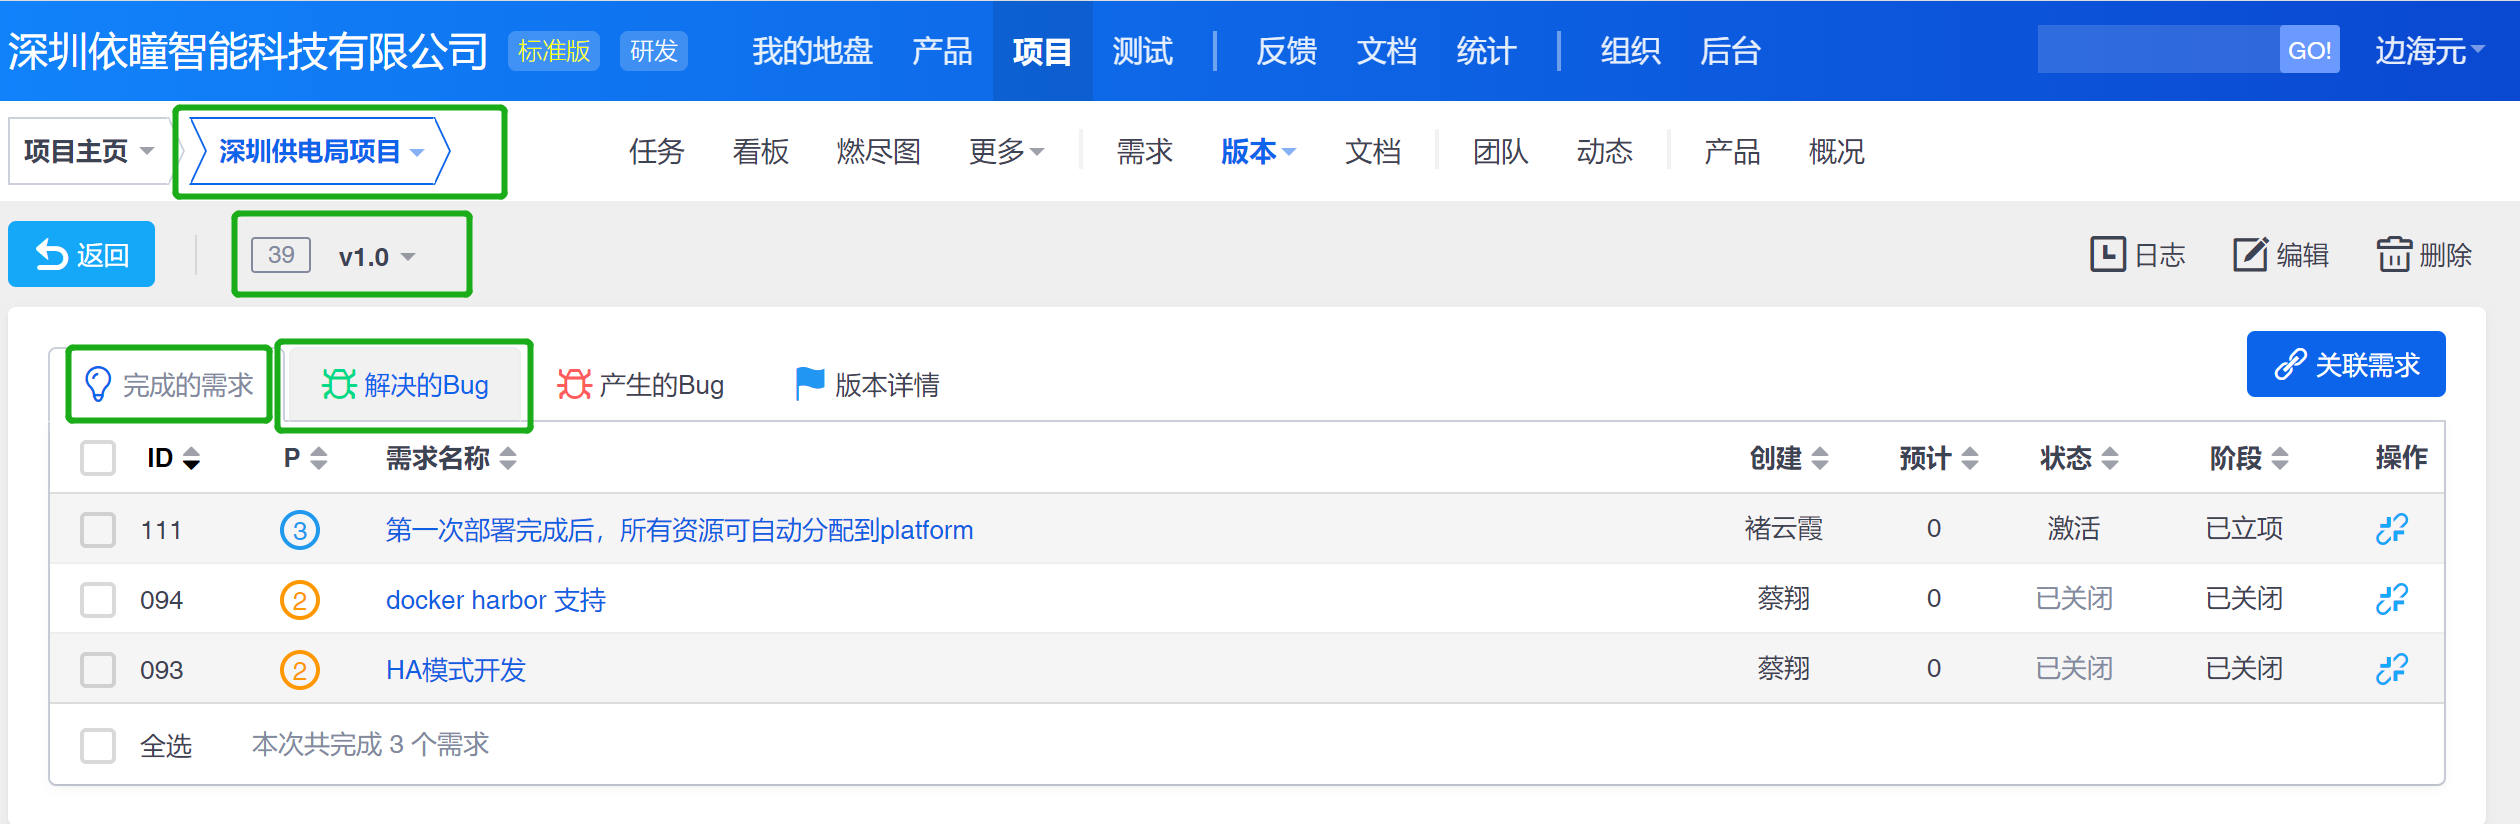 深圳依瞳智能科技有限公司 标准版 研发 我的地盘 产品 项目 测试 反馈 文档 统计 组织 后台 GO! 边海元
项目主页 深圳供电局项目 任务 看板 燃尽图 更多 需求 版本 文档 团队 动态 产品 概况
返回 39 v1.0 日志 编辑 删除
完成的需求 解决的Bug 产生的Bug 版本详情 关联需求
ID P 需求名称 创建 预计 状态 阶段 操作
111 3 第一次部署完成后，所有资源可自动分配到platform 褚云霞 0 激活 已立项
094 2 docker harbor 支持 蔡翔 0 已关闭 已关闭
093 2 HA模式开发 蔡翔 0 已关闭 已关闭
全选 本次共完成 3 个需求